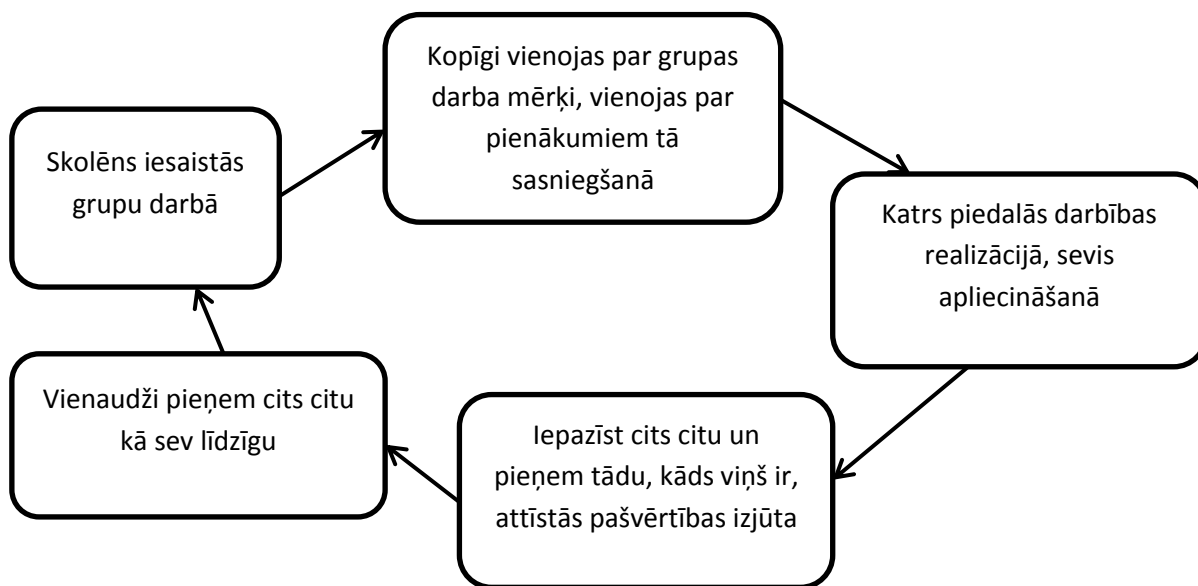 Skolēns iesaistās
grupu darbā
Kopīgi vienojas par grupas
darba mērķi, vienojas par
pienākumiem tā
sasniegšanā
Katrs piedalās darbības
realizācijā, sevis
apliecināšanā
Iepazīst cits citu un
pieņem tādu, kāds viņš ir,
attīstās pašvērtības izjūta
Vienaudži pieņem cits citu
kā sev līdzīgu